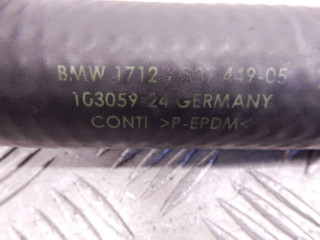 BMW 1712 449-05
103059-24 GERMANY
CONTI >P-EPDM<